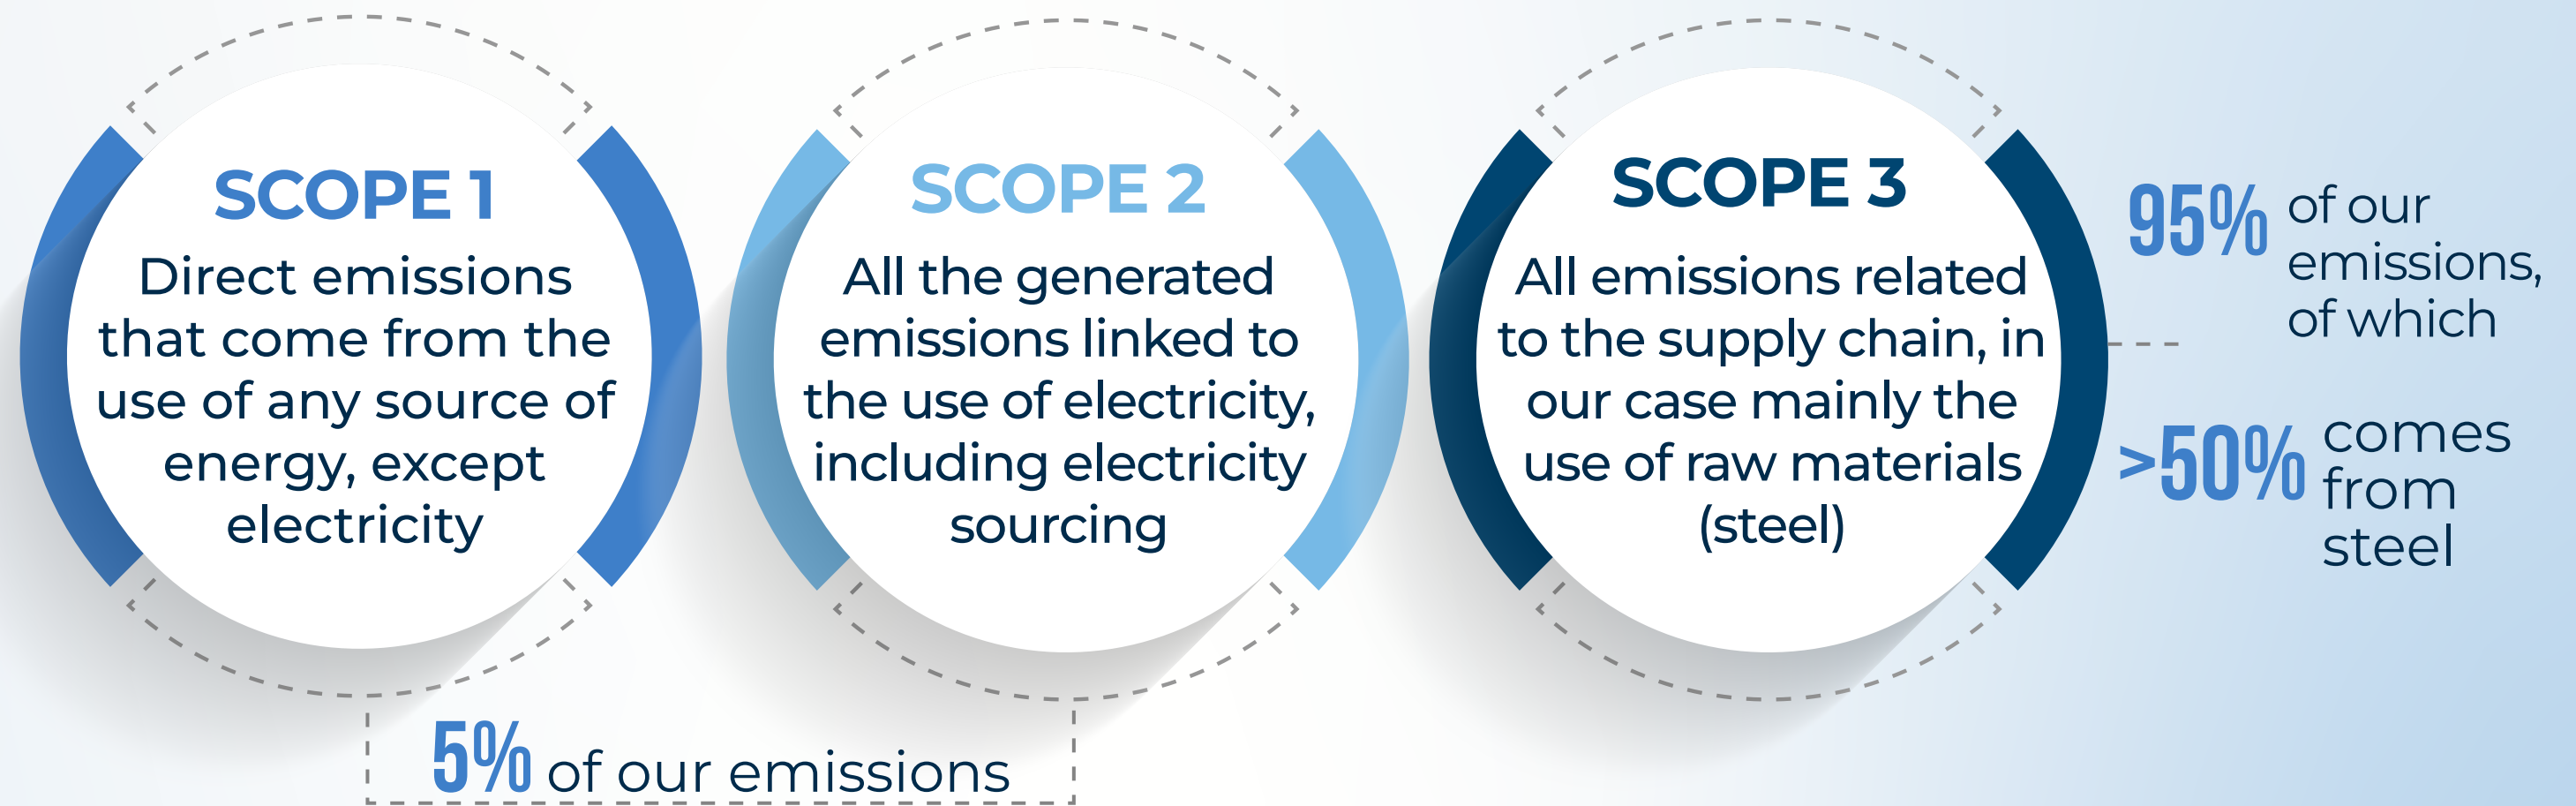 SCOPE 1
Direct emissions
that come from the
use of any source of
energy, except
electricity
SCOPE 2
All the generated
emissions linked to
the use of electricity,
including electricity
sourcing
5% of our emissions
SCOPE 3
All emissions related
to the supply chain, in
our case mainly the
use of raw materials
(steel)
95% of our
emissions,
of which
>50% comes
from
steel